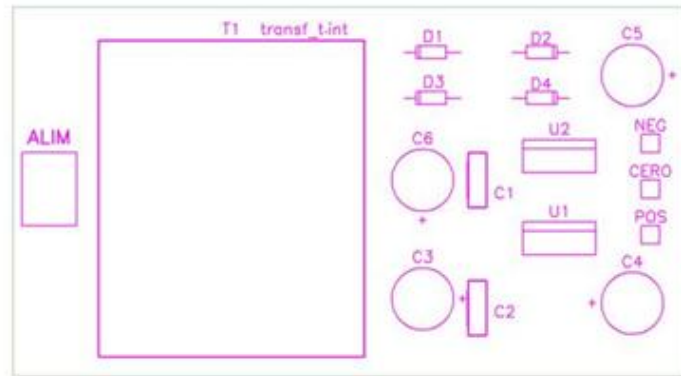 T1 transf_t.int
D1
D2
C5
D3
D4
ALIM
C6
U2
NEG
C1
CERO
U1
POS
C3
C4
C2